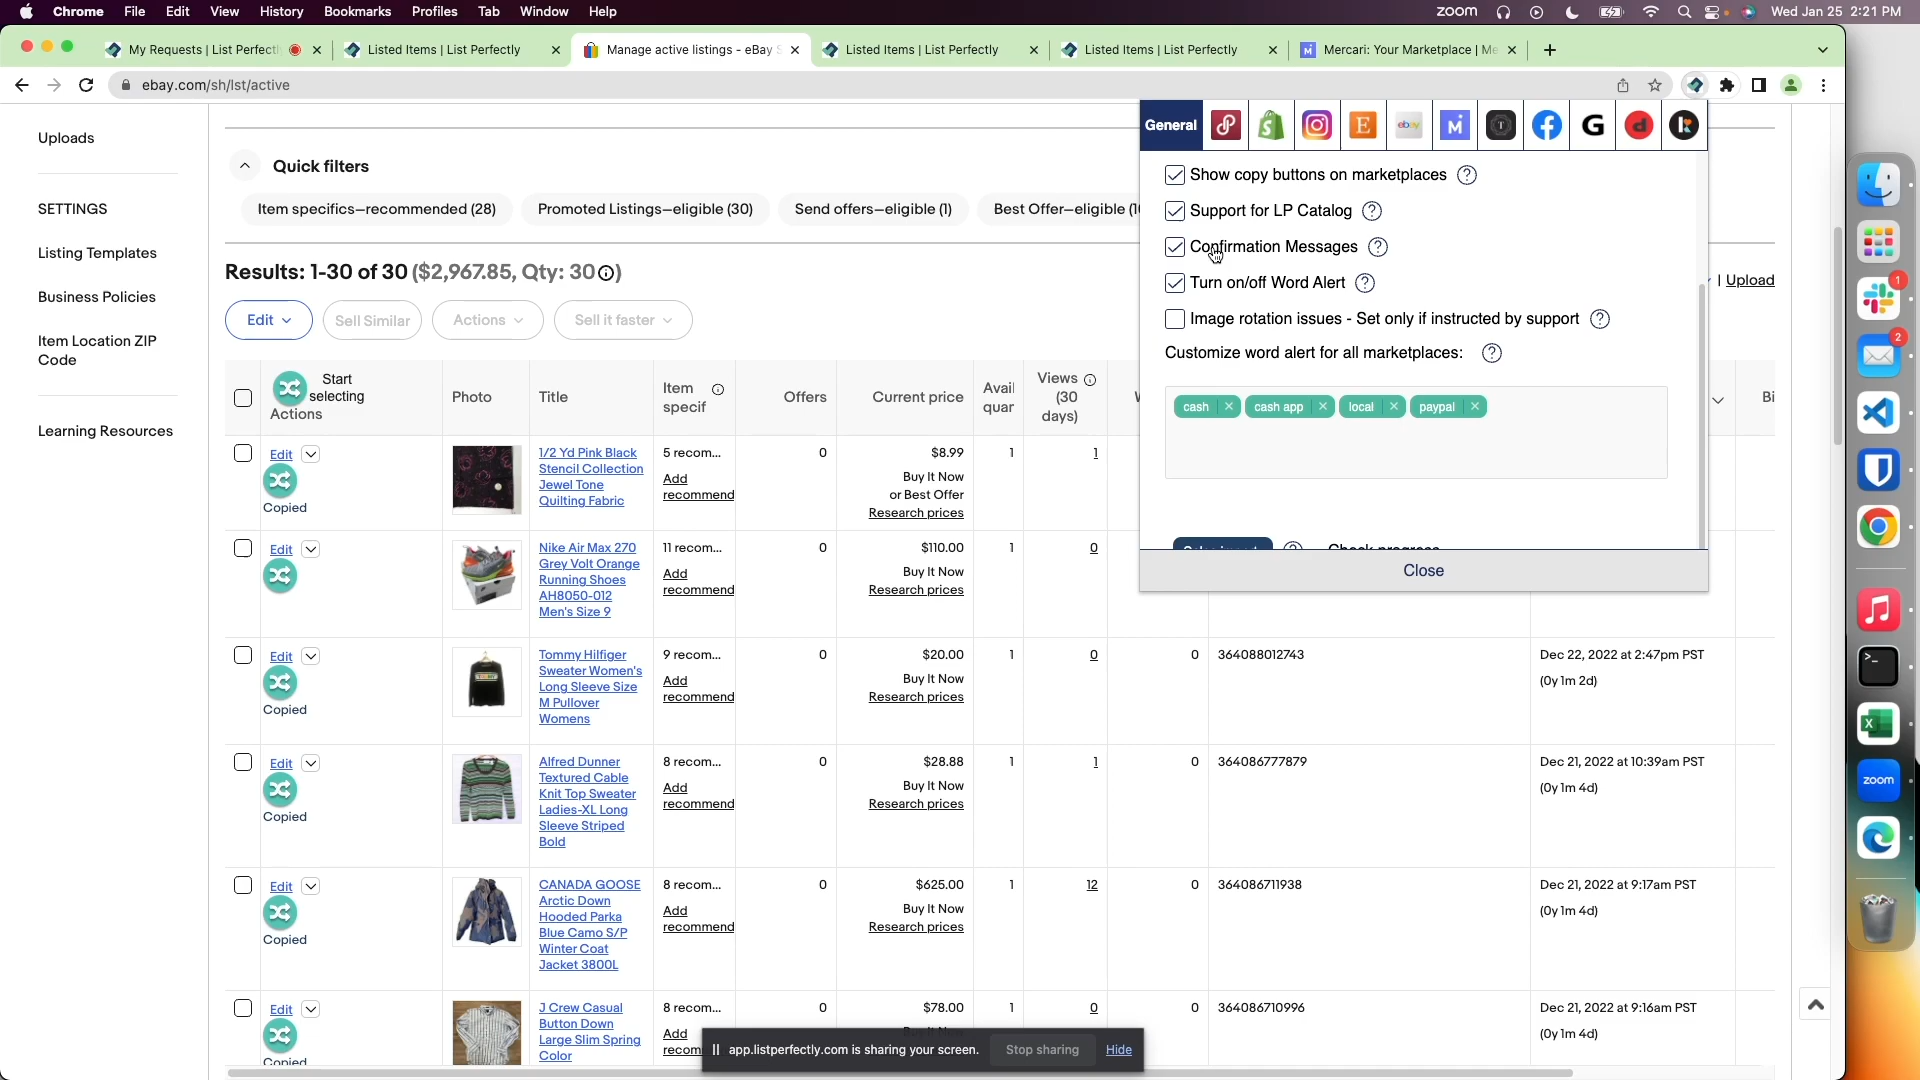 Chrome File Edit View History Bookmarks Profiles Tab Window Help
zoom Wed Jan 25 2:21 PM
My Requests | List Perfectl
Listed Items | List Perfectly
Manage active listings - eBay S
Listed Items | List Perfectly
Listed Items | List Perfectly
Mercari: Your Marketplace | Me
ebay.com/sh/lst/active
Uploads
SETTINGS
Listing Templates
Business Policies
Item Location ZIP
Code
Learning Resources
Quick filters
Item specifics—recommended (28) Promoted Listings—eligible (30) Send offers—eligible (1) Best Offer—eligible (1
Results: 1-30 of 30 ($2,967.85, Qty: 30)
Upload
Edit Sell Similar Actions Sell it faster
Start
selecting
Actions
Photo
Title
Item
specif
Offers
Current price
Avail
quar
Views
(30
days)
Bi
Edit
Copied
1/2 Yd Pink Black
Stencil Collection
Jewel Tone
Quilting Fabric
5 recom...
Add
recommend
0
$8.99
Buy It Now
or Best Offer
Research prices
1
1
Edit
Nike Air Max 270
Grey Volt Orange
Running Shoes
AH8050-012
Men's Size 9
11 recom...
Add
recommend
0
$110.00
Buy It Now
Research prices
1
0
Edit
Copied
Tommy Hilfiger
Sweater Women's
Long Sleeve Size
M Pullover
Womens
9 recom...
Add
recommend
0
$20.00
Buy It Now
Research prices
1
0
0
364088012743
Dec 22, 2022 at 2:47pm PST
(0y 1m 2d)
Edit
Copied
Alfred Dunner
Textured Cable
Knit Top Sweater
Ladies-XL Long
Sleeve Striped
Bold
8 recom...
Add
recommend
0
$28.88
Buy It Now
Research prices
1
1
0
364086777879
Dec 21, 2022 at 10:39am PST
(0y 1m 4d)
Edit
Copied
CANADA GOOSE
Arctic Down
Hooded Parka
Blue Camo S/P
Winter Coat
Jacket 3800L
8 recom...
Add
recommend
0
$625.00
Buy It Now
Research prices
1
12
0
364086711938
Dec 21, 2022 at 9:17am PST
(0y 1m 4d)
Edit
Copied
J Crew Casual
Button Down
Large Slim Spring
Color
8 recom...
Add
recom
0
$78.00
1
0
0
364086710996
Dec 21, 2022 at 9:16am PST
(0y 1m 4d)
General
ebay
Show copy buttons on marketplaces ?
Support for LP Catalog ?
Confirmation Messages ?
Turn on/off Word Alert ?
Image rotation issues - Set only if instructed by support ?
Customize word alert for all marketplaces: ?
cash × cash app × local × paypal ×
Check progress
Close
app.listperfectly.com is sharing your screen. Stop sharing Hide
1
2
zoom